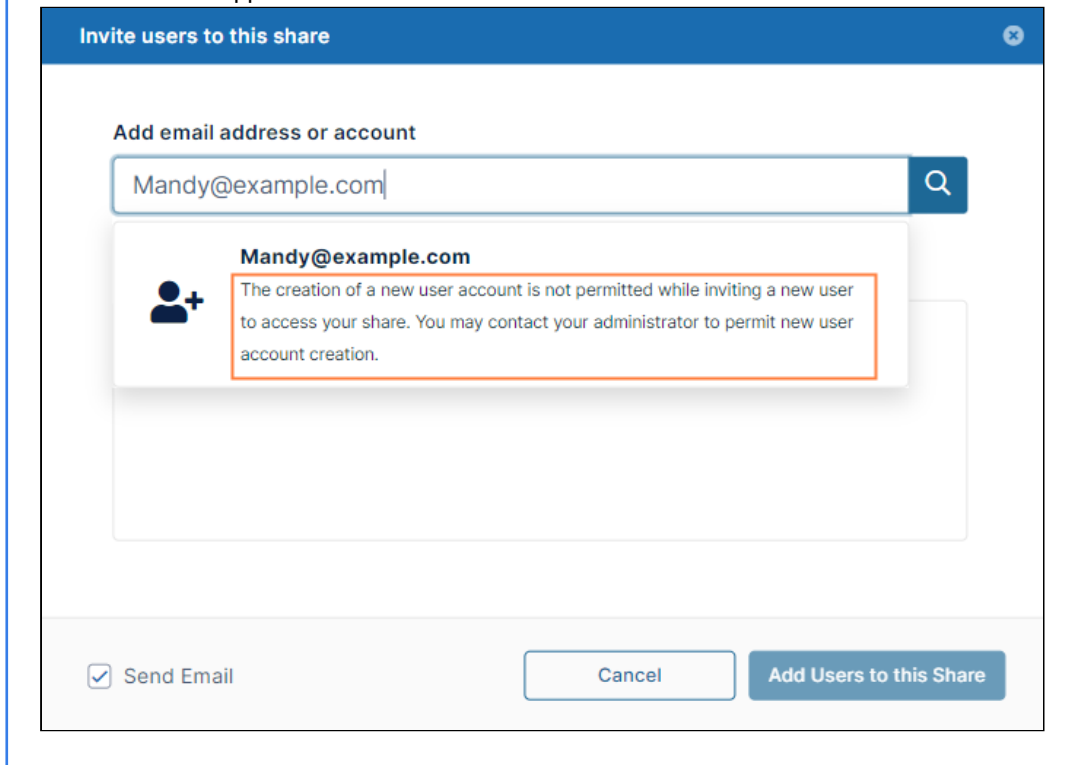 Invite users to this share
Add email address or account
Mandy@example.com
Mandy@example.com
The creation of a new user account is not permitted while inviting a new user
to access your share. You may contact your administrator to permit new user
account creation.
Send Email
Cancel
Add Users to this Share